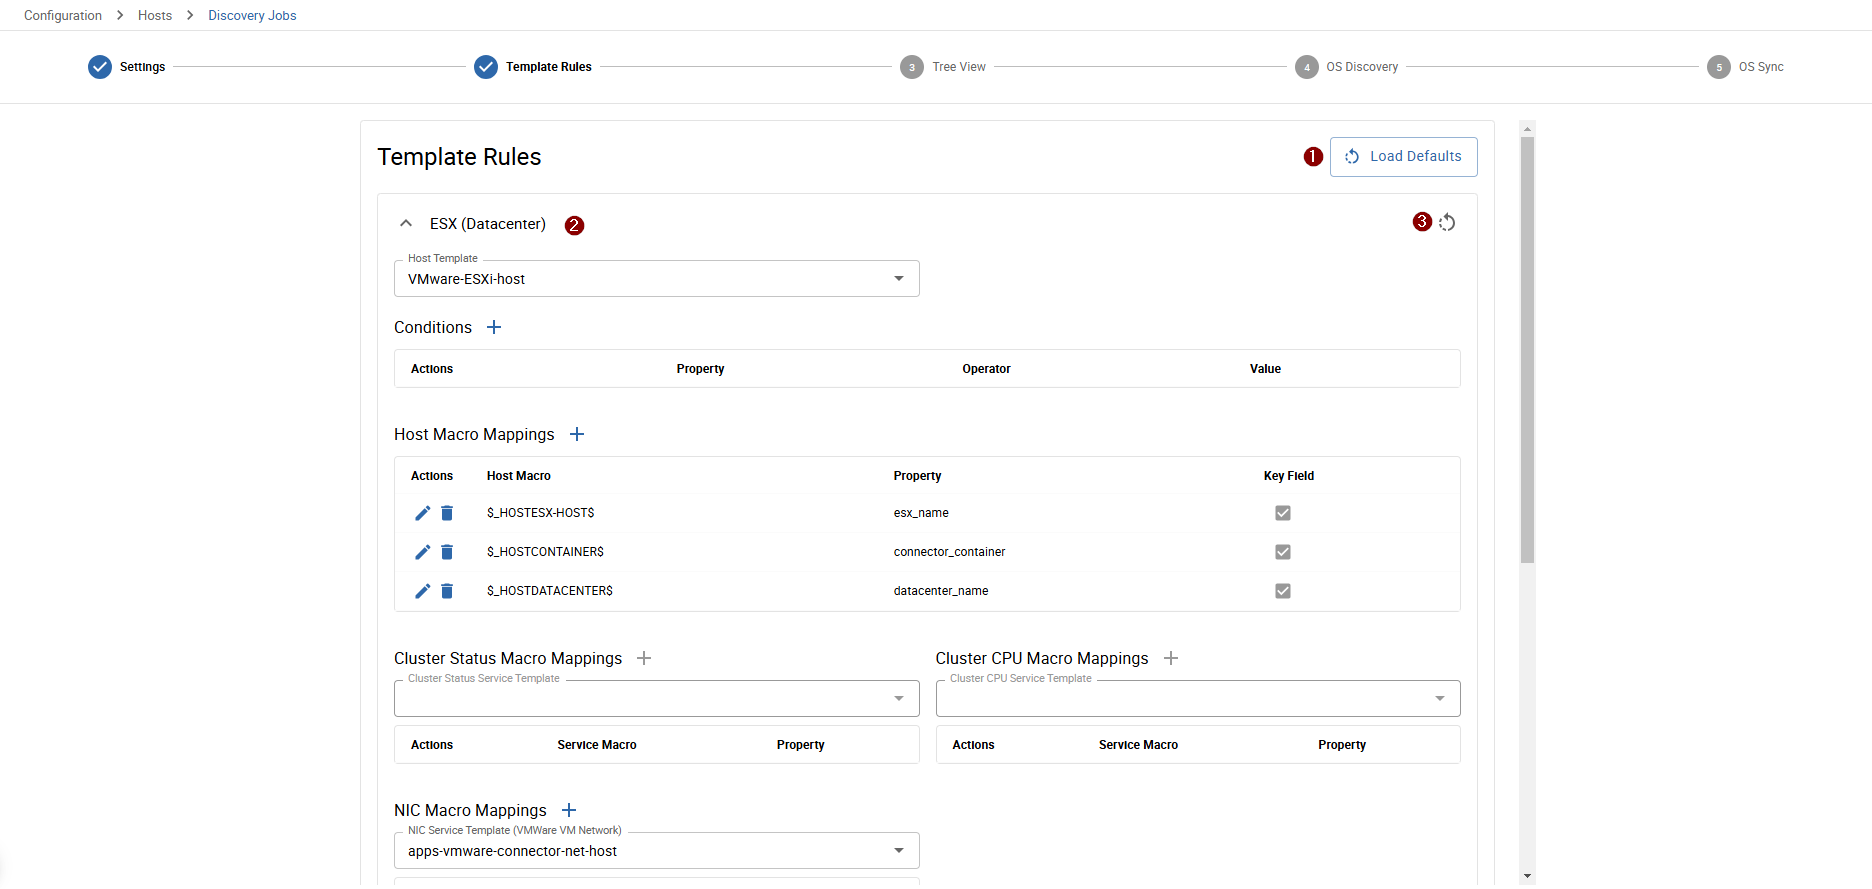 Configuration > Hosts > Discovery Jobs
Settings
Template Rules
3 Tree View
4 OS Discovery
5 OS Sync
Template Rules
1 Load Defaults
ESX (Datacenter) 2
3
Host Template
VMware-ESXi-host
Conditions +
Actions Property Operator Value
Host Macro Mappings +
Actions Host Macro Property Key Field
$_HOSTESX-HOST$ esx_name
$_HOSTCONTAINER$ connector_container
$_HOSTDATACENTER$ datacenter_name
Cluster Status Macro Mappings +
Cluster Status Service Template
Actions Service Macro Property
Cluster CPU Macro Mappings +
Cluster CPU Service Template
Actions Service Macro Property
NIC Macro Mappings +
NIC Service Template (VMWare VM Network)
apps-vmware-connector-net-host